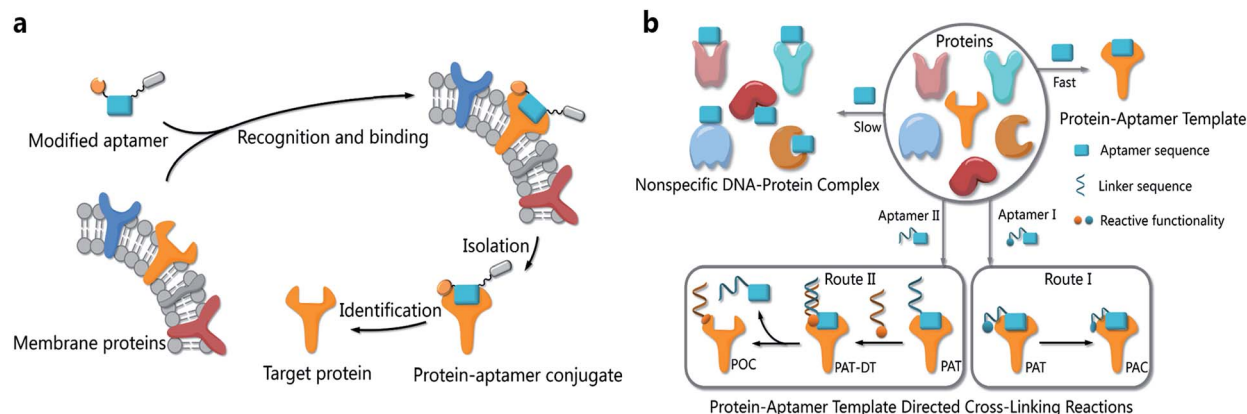 a
Modified aptamer
Recognition and binding
Membrane proteins
Isolation
Identification
Target protein
Protein-aptamer conjugate
b
Proteins
Slow
Fast
Nonspecific DNA-Protein Complex
Protein-Aptamer Template
Aptamer sequence
Linker sequence
Reactive functionality
Aptamer II
Aptamer I
Route II
POC
PAT-DT
PAT
Route I
PAT
PAC
Protein-Aptamer Template Directed Cross-Linking Reactions